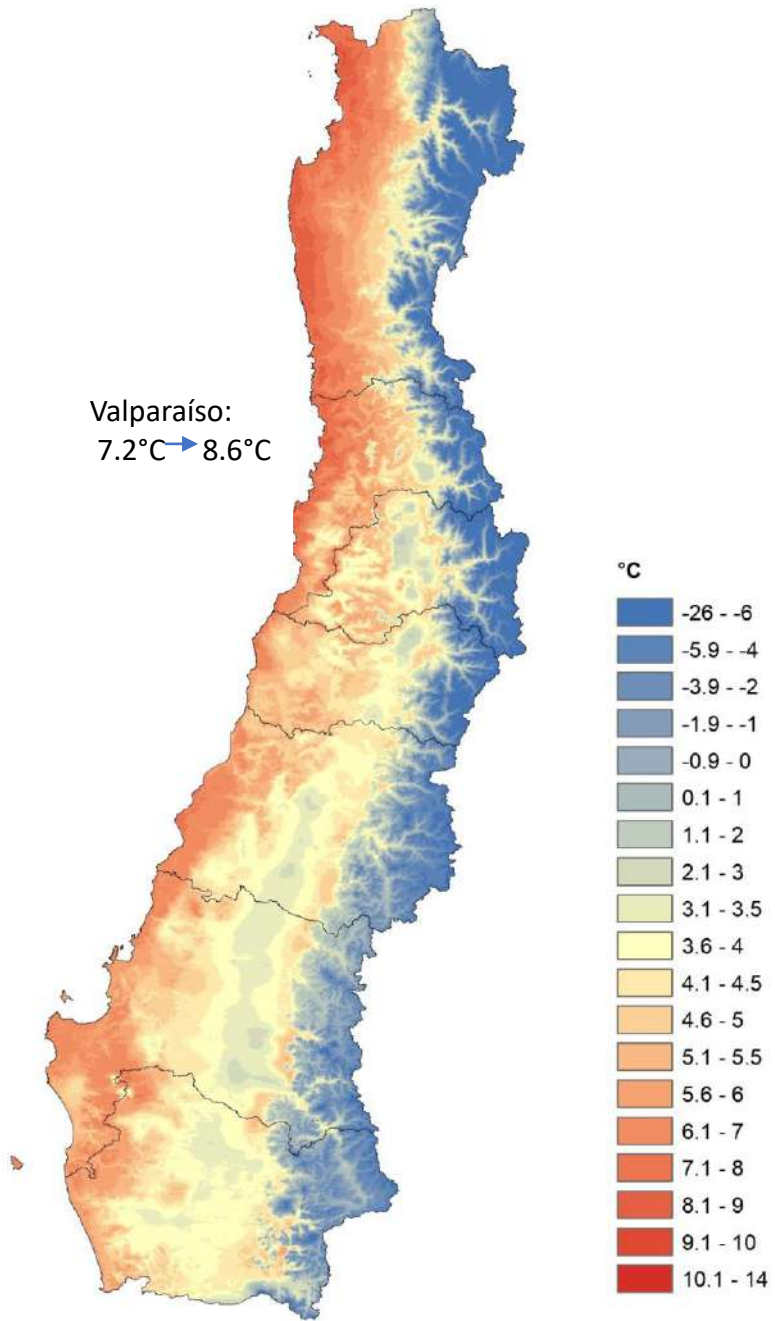 Valparaíso:
7.2°C → 8.6°C
°C
-26 - -6
-5.9 - -4
-3.9 - -2
-1.9 - -1
-0.9 - 0
0.1 - 1
1.1 - 2
2.1 - 3
3.1 - 3.5
3.6 - 4
4.1 - 4.5
4.6 - 5
5.1 - 5.5
5.6 - 6
6.1 - 7
7.1 - 8
8.1 - 9
9.1 - 10
10.1 - 14